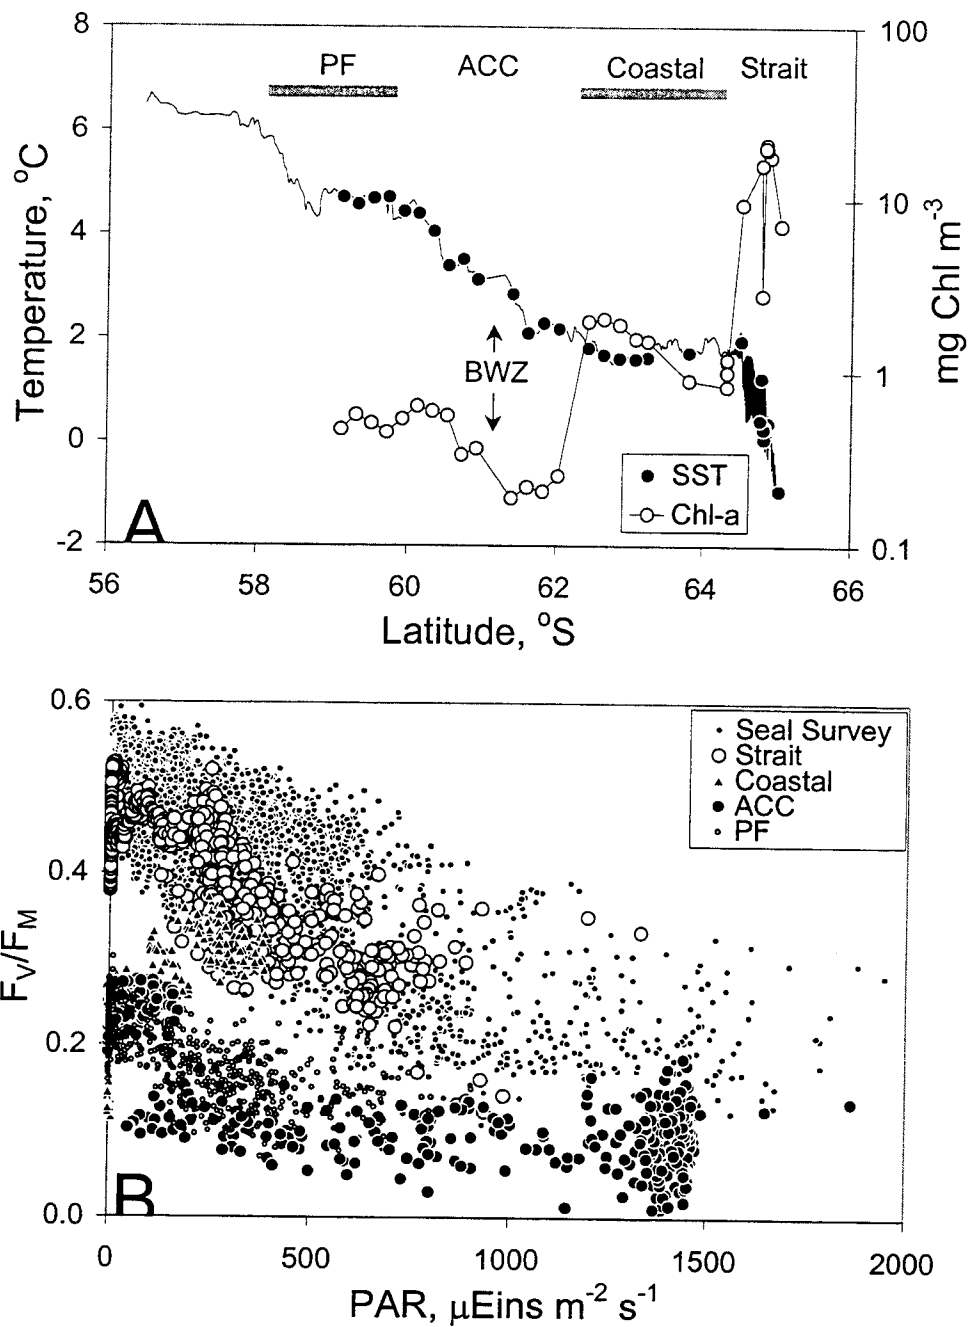 8
6
4
2
0
-2
Temperature, °C
PF
ACC
Coastal
Strait
BWZ
SST
Chl-a
A
100
10
1
0.1
mg Chl m-3
56
58
60
62
64
66
Latitude, °S
0.6
0.4
0.2
0.0
FV/FM
Seal Survey
Strait
Coastal
ACC
PF
B
0
500
1000
1500
2000
PAR, μEins m-2 s-1